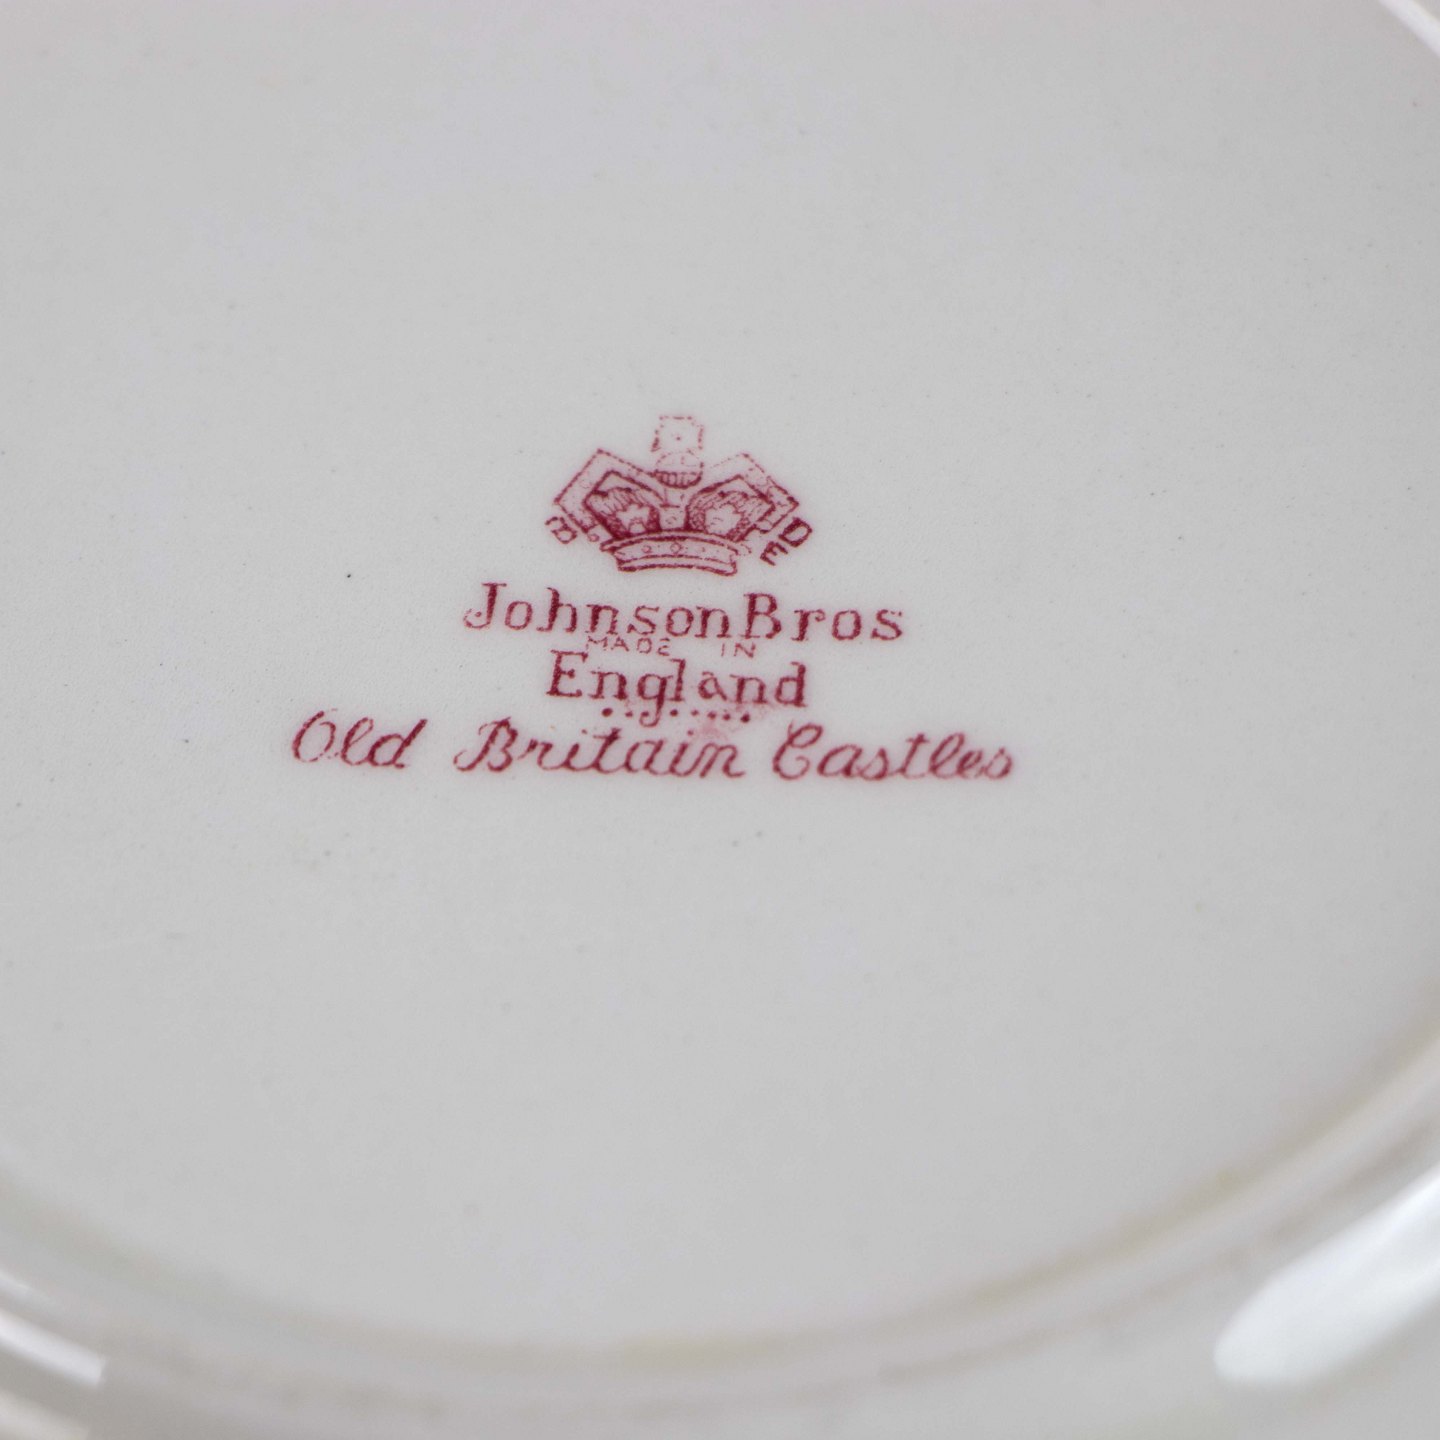 Johnson Bros
MADE IN
England
Old Britain Castles